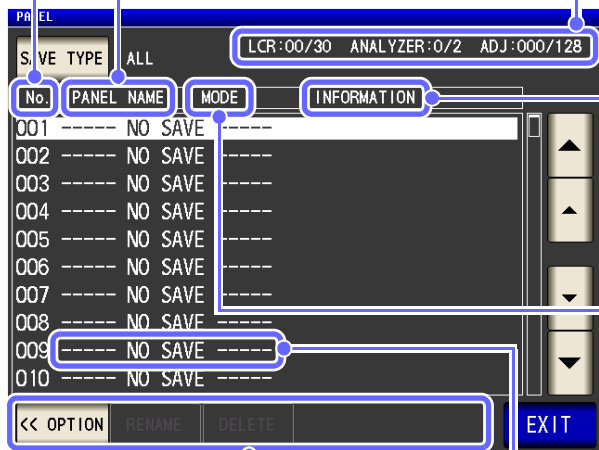 PANEL
SAVE TYPE ALL LCR:00/30 ANALYZER:0/2 ADJ:000/128
No. PANEL NAME MODE INFORMATION
001 ----- NO SAVE -----
002 ----- NO SAVE -----
003 ----- NO SAVE -----
004 ----- NO SAVE -----
005 ----- NO SAVE -----
006 ----- NO SAVE -----
007 ----- NO SAVE -----
008 ----- NO SAVE -----
009 ----- NO SAVE -----
010 ----- NO SAVE -----
<< OPTION RENAME DELETE EXIT